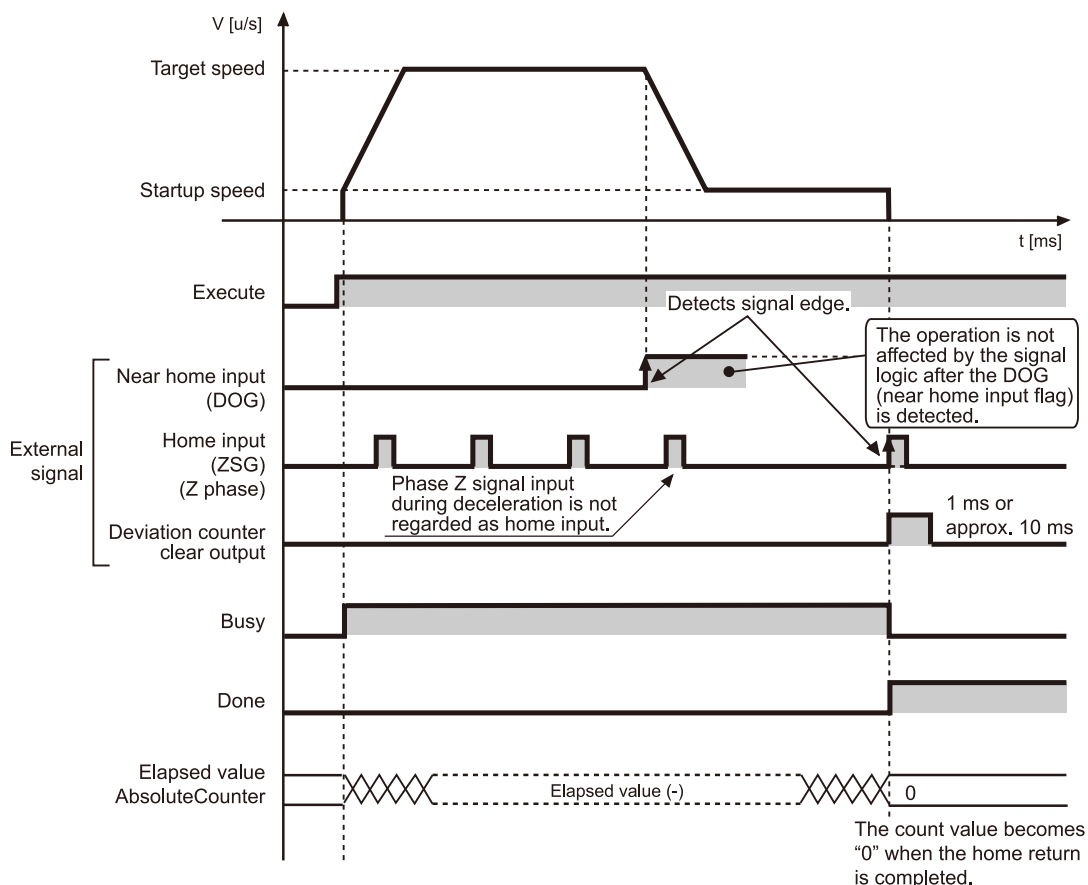 V [u/s]
Target speed
Startup speed
t [ms]
Execute
Detects signal edge.
The operation is not
affected by the signal
logic after the DOG
(near home input flag)
is detected.
Near home input
(DOG)
External
signal
Home input
(ZSG)
(Z phase)
Phase Z signal input
during deceleration is not
regarded as home input.
1 ms or
approx. 10 ms
Deviation counter
clear output
Busy
Done
Elapsed value
AbsoluteCounter
Elapsed value (-)
0
The count value becomes
“0” when the home return
is completed.